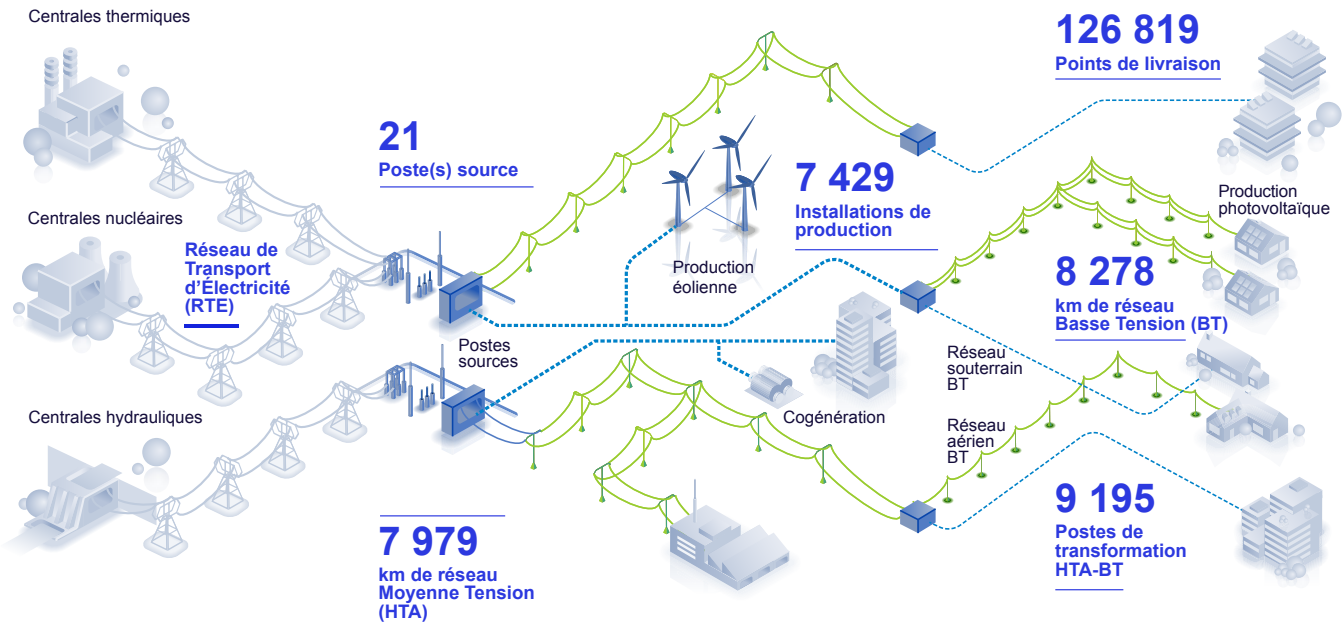 Centrales thermiques
126 819
Points de livraison
21
Poste(s) source
7 429
Installations de
production
Production
photovoltaïque
Centrales nucléaires
Réseau de
Transport
d’Électricité
(RTE)
Production
éolienne
8 278
km de réseau
Basse Tension (BT)
Postes
sources
Réseau
souterrain
BT
Centrales hydrauliques
Cogénération
Réseau
aérien
BT
9 195
Postes de
transformation
HTA-BT
7 979
km de réseau
Moyenne Tension
(HTA)